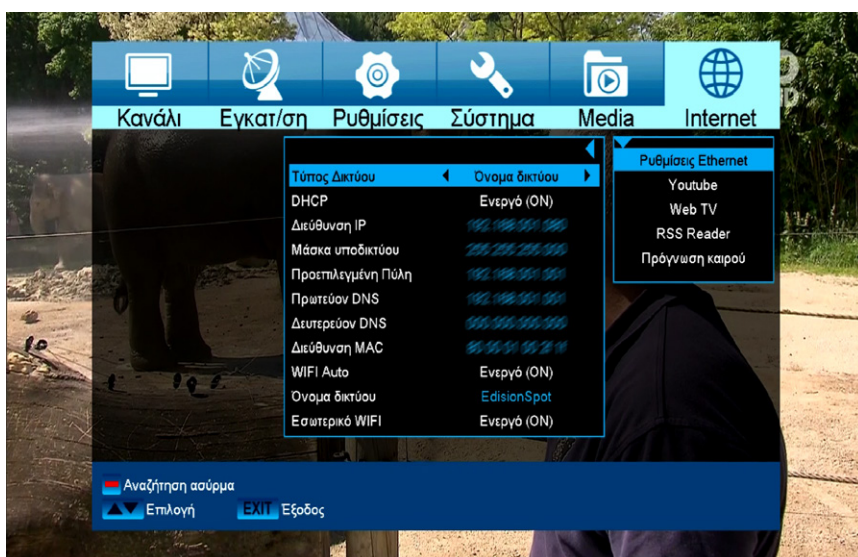 Κανάλι Εγκατ/ση Ρυθμίσεις Σύστημα Media Internet
Τύπος Δικτύου Όνομα δικτύου
DHCP Ενεργό (ON)
Διεύθυνση IP
Μάσκα υποδικτύου
Προεπιλεγμένη Πύλη
Πρωτεύον DNS
Δευτερεύον DNS
Διεύθυνση MAC
WIFI Auto Ενεργό (ON)
Όνομα δικτύου EdisionSpot
Εσωτερικό WIFI Ενεργό (ON)
Ρυθμίσεις Ethernet
Youtube
Web TV
RSS Reader
Πρόγνωση καιρού
Αναζήτηση ασύρμα
Επιλογή EXIT Έξοδος